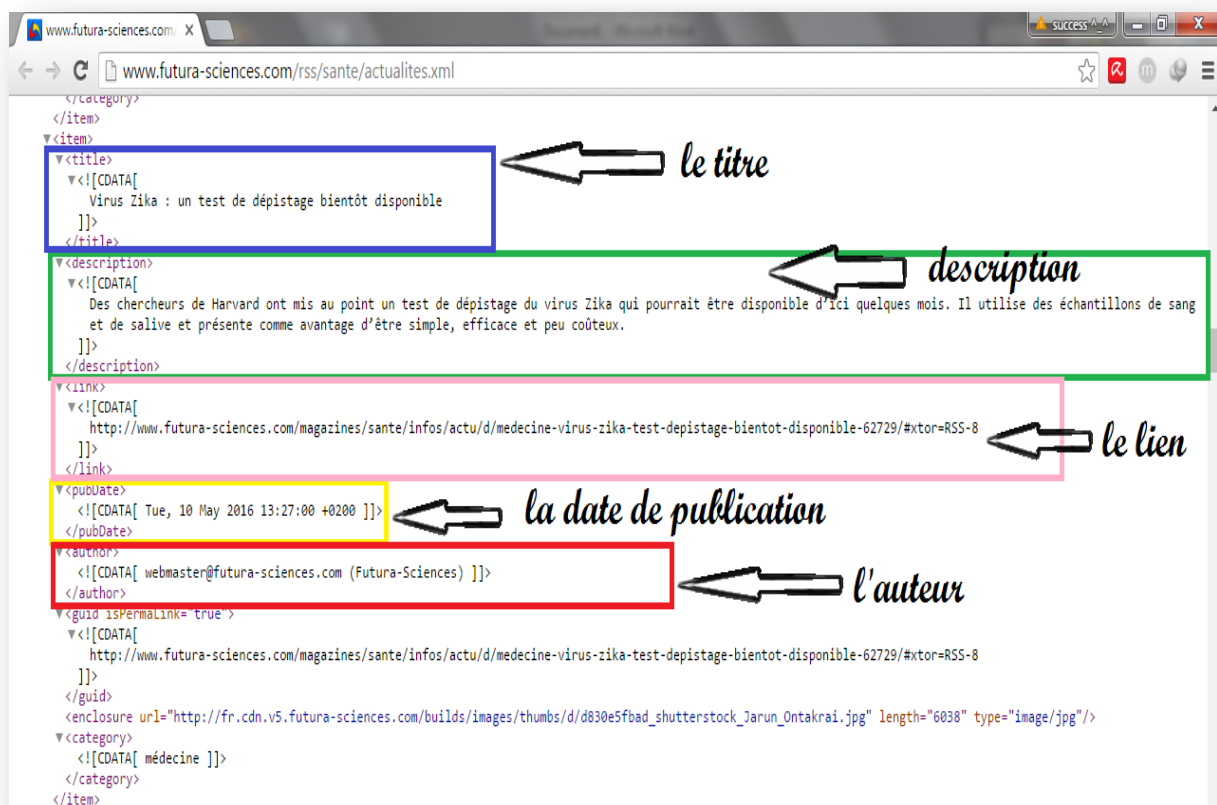 www.futura-sciences.com/
success ^_^
www.futura-sciences.com/rss/sante/actualites.xml
</category>
</item>
▼<item>
▼<title>
le titre
▼<![CDATA[
Virus Zika : un test de dépistage bientôt disponible
]]>
</title>
▼<description>
description
▼<![CDATA[
Des chercheurs de Harvard ont mis au point un test de dépistage du virus Zika qui pourrait être disponible d'ici quelques mois. Il utilise des échantillons de sang
et de salive et présente comme avantage d'être simple, efficace et peu coûteux.
]]>
</description>
▼<link>
▼<![CDATA[
http://www.futura-sciences.com/magazines/sante/infos/actu/d/medecine-virus-zika-test-depistage-bientot-disponible-62729/#xtor=RSS-8
le lien
]]>
</link>
▼<pubDate>
<![CDATA[ Tue, 10 May 2016 13:27:00 +0200 ]]>
la date de publication
</pubDate>
▼<author>
<![CDATA[ webmaster@futura-sciences.com (Futura-Sciences) ]]>
l'auteur
</author>
▼<guid isPermaLink="true">
▼<![CDATA[
http://www.futura-sciences.com/magazines/sante/infos/actu/d/medecine-virus-zika-test-depistage-bientot-disponible-62729/#xtor=RSS-8
]]>
</guid>
<enclosure url="http://fr.cdn.v5.futura-sciences.com/builds/images/thumbs/d/d830e5fbad_shutterstock_Jarun_Ontakrai.jpg" length="6038" type="image/jpg"/>
▼<category>
<![CDATA[ médecine ]]>
</category>
</item>